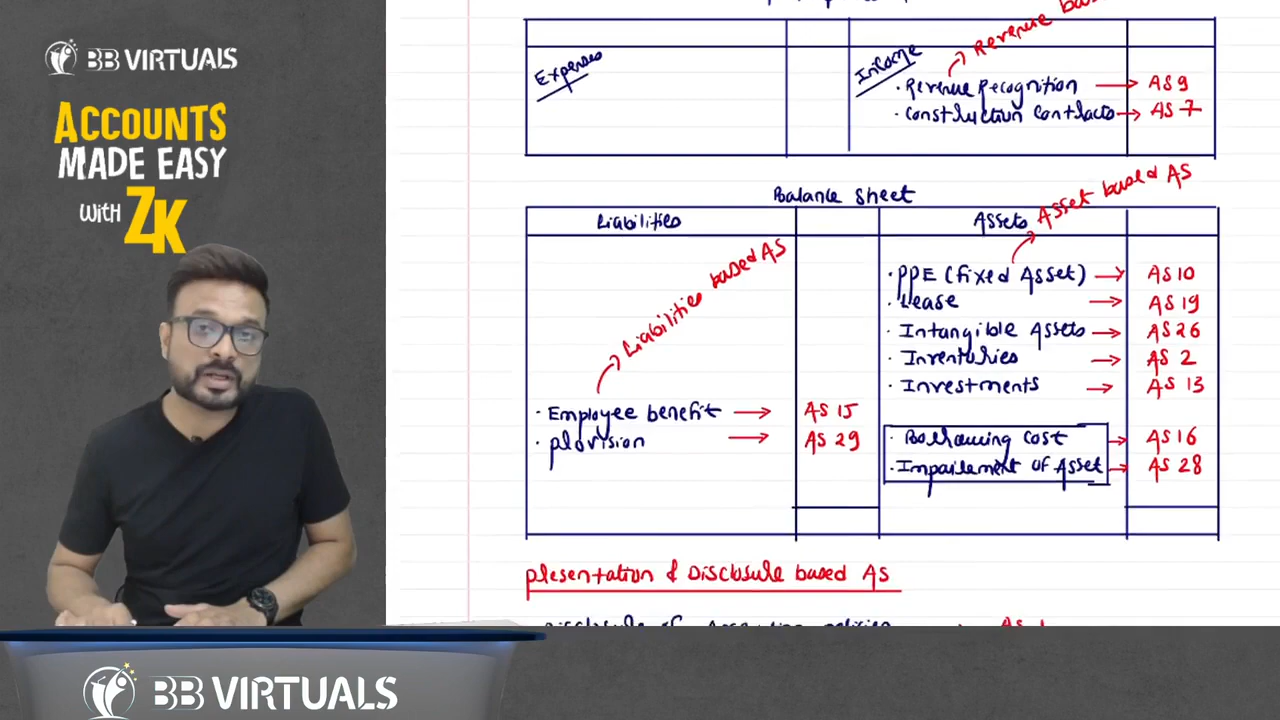 BB VIRTUALS
ACCOUNTS
MADE EASY
WITH ZK
Revenue
Expenses
Income
· Revenue Recognition → AS 9
· Construction Contracts → AS 7
Balance Sheet
Liabilities
Assets
Asset based AS
Liabilities based AS
· PPE (Fixed Asset) → AS 10
· Lease → AS 19
· Intangible Assets → AS 26
· Inventories → AS 2
· Investments → AS 13
· Employee benefit → AS 15
· Provision → AS 29
· Borrowing cost → AS 16
· Impairement of Asset → AS 28
Presentation & Disclosure based AS
BB VIRTUALS